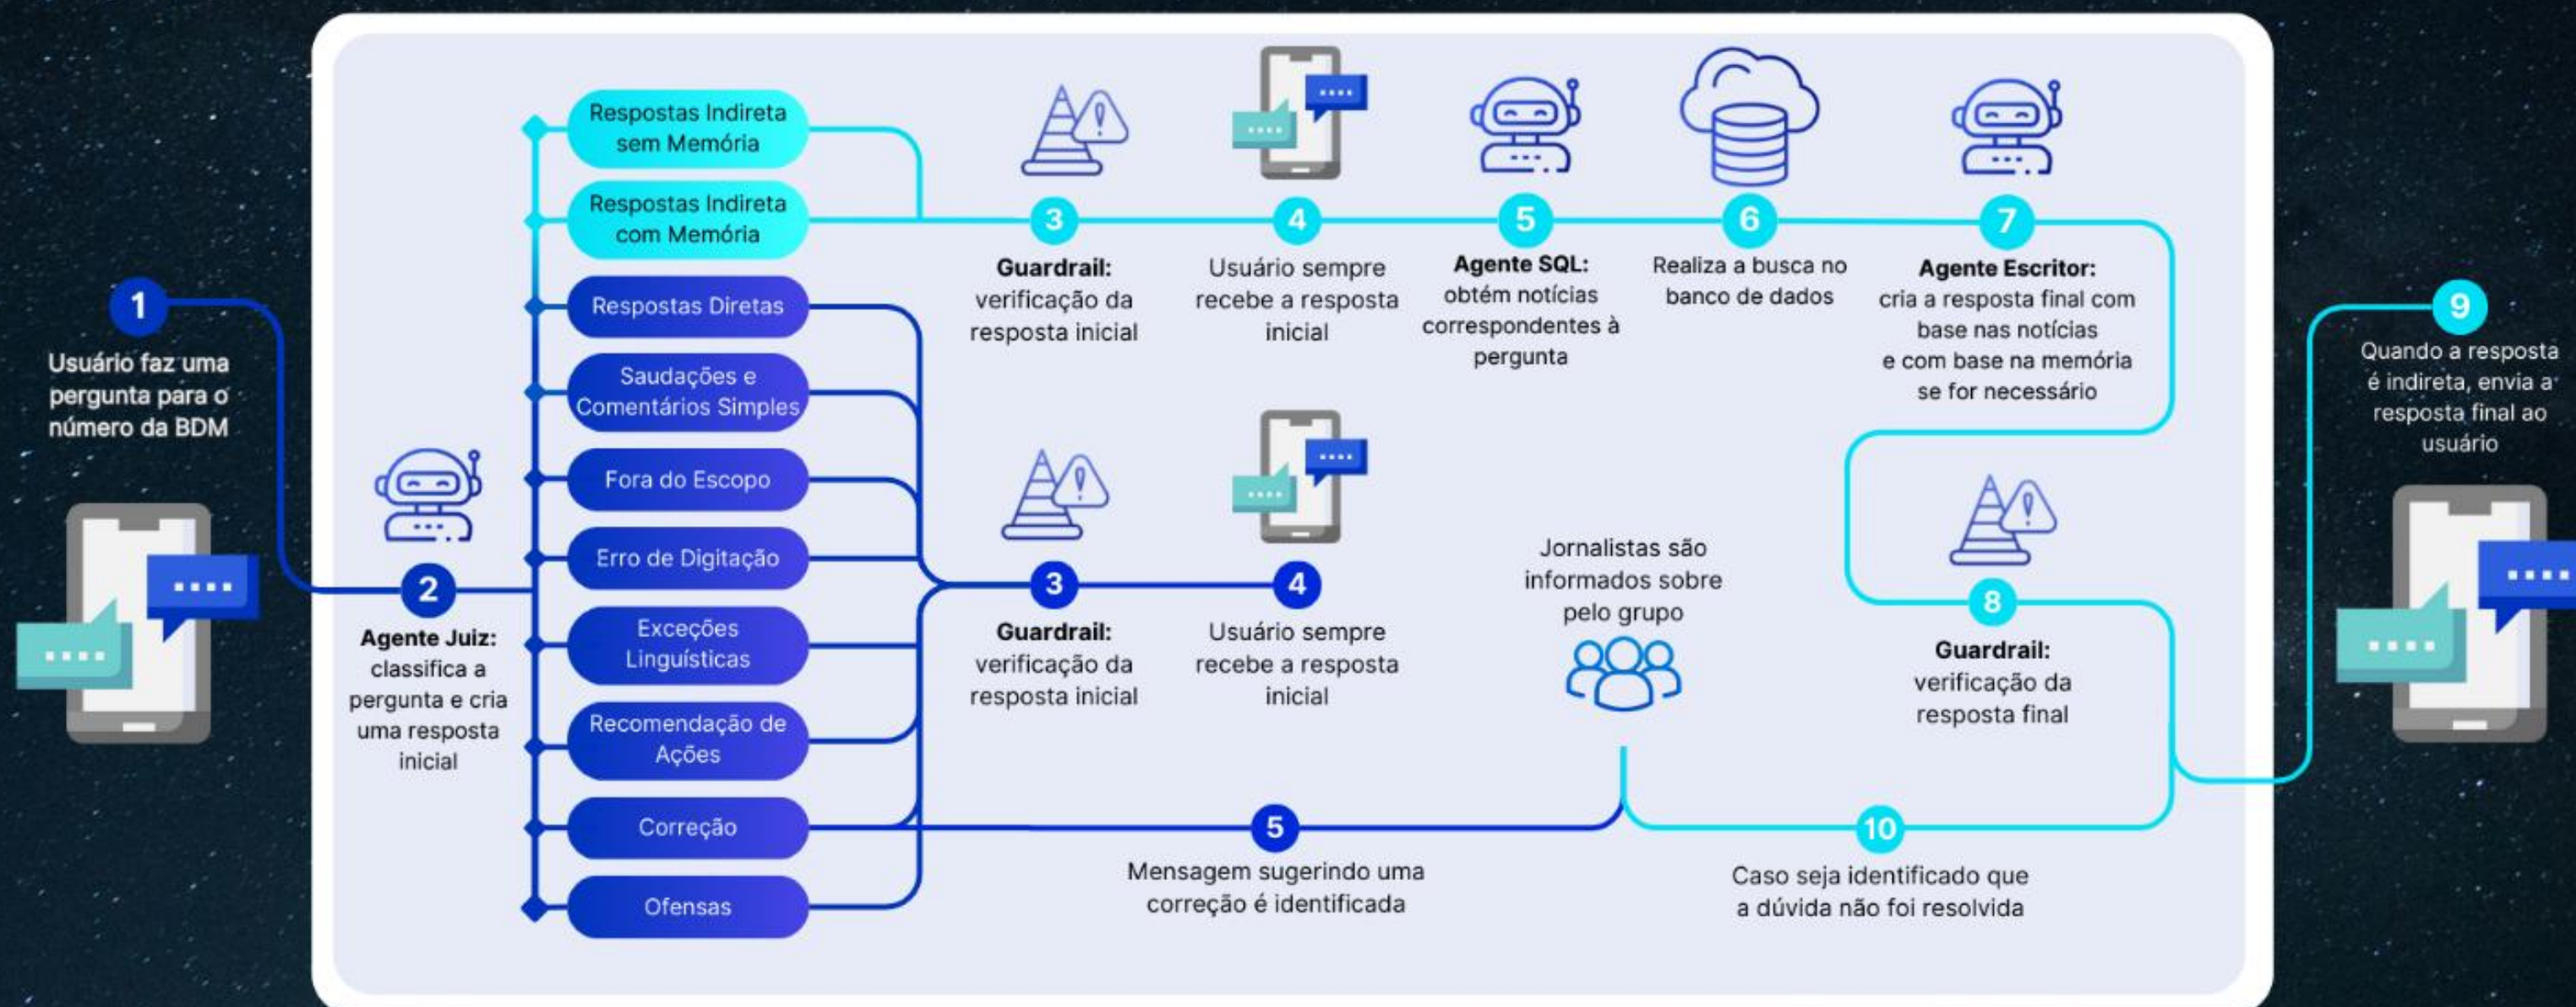 1
Usuário faz uma
pergunta para o
número da BDM
2
Agente Juiz:
classifica a
pergunta e cria
uma resposta
inicial
Respostas Indireta
sem Memória
Respostas Indireta
com Memória
Respostas Diretas
Saudações e
Comentários Simples
Fora do Escopo
Erro de Digitação
Exceções
Linguísticas
Recomendação de
Ações
Correção
Ofensas
3
Guardrail:
verificação da
resposta inicial
4
Usuário sempre
recebe a resposta
inicial
5
Agente SQL:
obtém notícias
correspondentes à
pergunta
6
Realiza a busca no
banco de dados
7
Agente Escritor:
cria a resposta final com
base nas notícias
e com base na memória
se for necessário
3
Guardrail:
verificação da
resposta inicial
4
Usuário sempre
recebe a resposta
inicial
Jornalistas são
informados sobre
pelo grupo
8
Guardrail:
verificação da
resposta final
5
Mensagem sugerindo uma
correção é identificada
10
Caso seja identificado que
a dúvida não foi resolvida
9
Quando a resposta
é indireta, envia a
resposta final ao
usuário